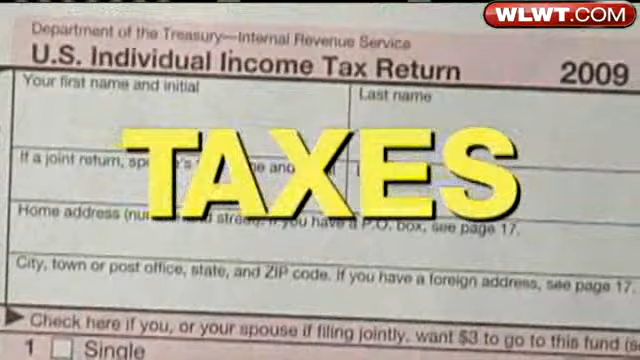 WLWT.COM
Department of the Treasury—Internal Revenue Service
U.S. Individual Income Tax Return 2009
Your first name and initial
Last name
TAXES
If a joint return,
Home address street. If you have a P.O. box, see page 17.
City, town or post office, state, and ZIP code. If you have a foreign address, see page 17.
Check here if you, or your spouse if filing jointly, want $3 to go to this fund
1 Single